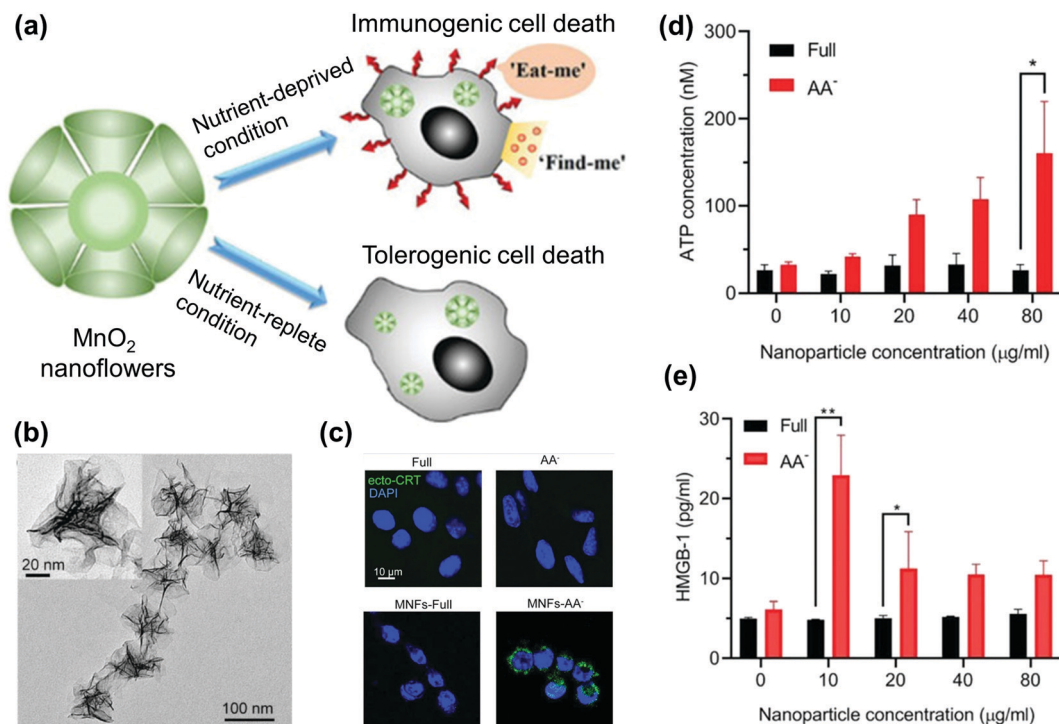 (a)
Immunogenic cell death
Nutrient-deprived
condition
'Eat-me'
'Find-me'
Tolerogenic cell death
Nutrient-replete
condition
MnO₂
nanoflowers
(b)
20 nm
100 nm
(c)
Full
AA⁻
ecto-CRT
DAPI
10 μm
MNFs-Full
MNFs-AA⁻
(d)
300
200
100
0
ATP concentration (nM)
Full
AA⁻
*
0 10 20 40 80
Nanoparticle concentration (μg/ml)
(e)
30
20
10
0
HMGB-1 (pg/ml)
Full
AA⁻
**
*
0 10 20 40 80
Nanoparticle concentration (μg/ml)